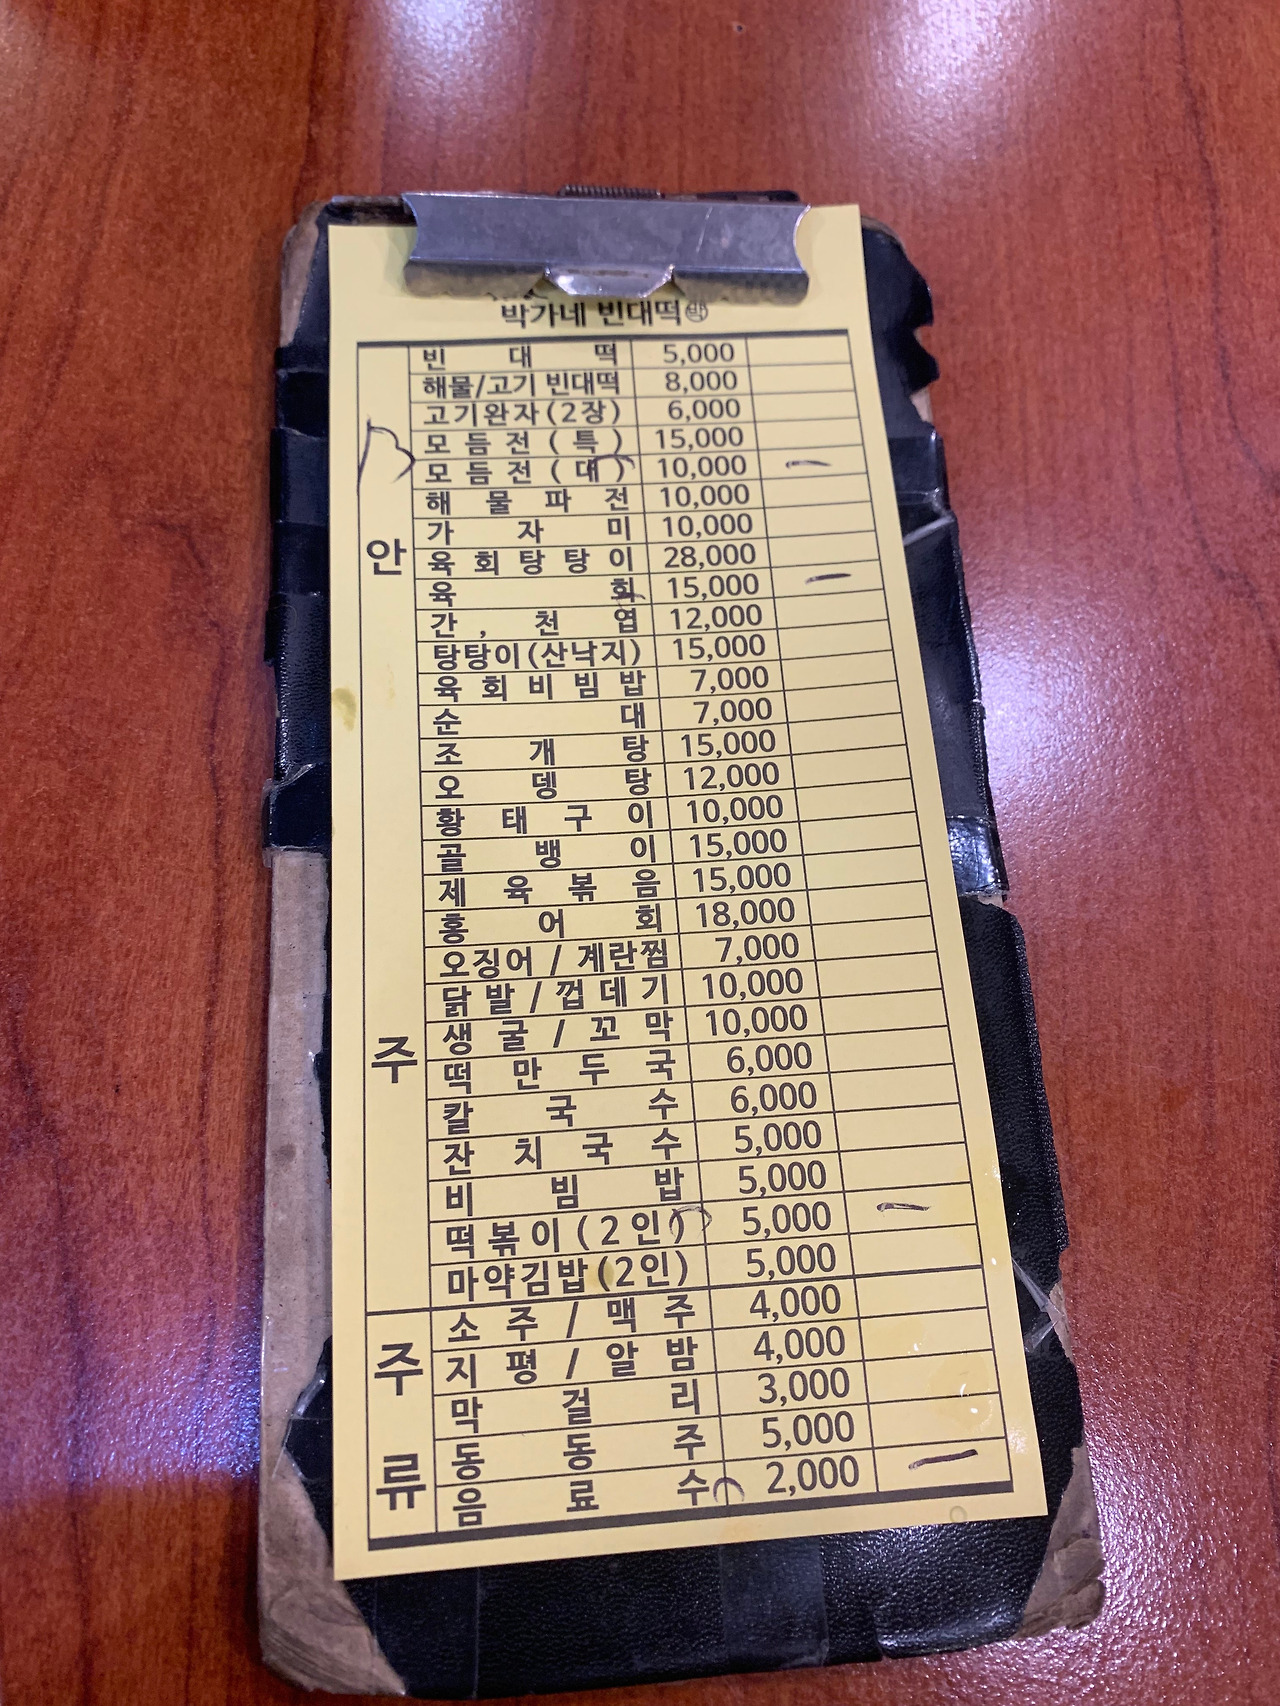 박가네 빈대떡 박
안주
빈대떡 5,000
해물/고기 빈대떡 8,000
고기완자(2장) 6,000
모듬전(특) 15,000
모듬전(대) 10,000
해물파전 10,000
가자미 10,000
육회탕탕이 28,000
육회 15,000
간, 천엽 12,000
탕탕이(산낙지) 15,000
육회비빔밥 7,000
순대 7,000
조개탕 15,000
오뎅탕 12,000
황태구이 10,000
골뱅이 15,000
제육볶음 15,000
홍어회 18,000
오징어/계란찜 7,000
닭발/껍데기 10,000
생굴/꼬막 10,000
떡만두국 6,000
칼국수 6,000
잔치국수 5,000
비빔밥 5,000
떡볶이(2인) 5,000
마약김밥(2인) 5,000
주류
소주/맥주 4,000
지평/알밤 4,000
막걸리 3,000
동동주 5,000
음료수 2,000